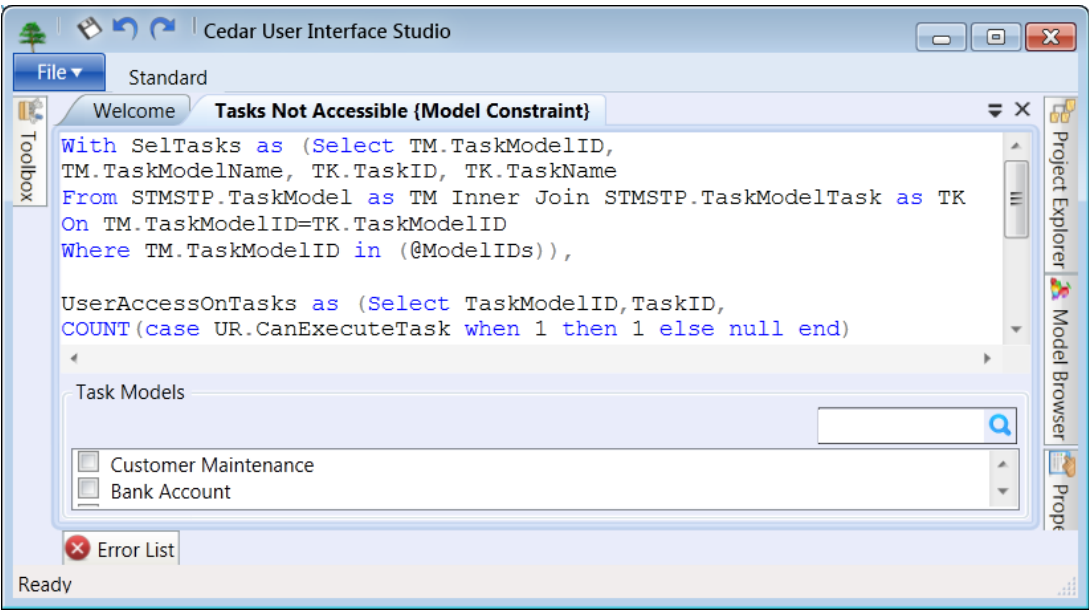 Cedar User Interface Studio
File
Standard
Toolbox
Welcome
Tasks Not Accessible {Model Constraint}
With SelTasks as (Select TM.TaskModelID,
TM.TaskModelName, TK.TaskID, TK.TaskName
From STMSTP.TaskModel as TM Inner Join STMSTP.TaskModelTask as TK
On TM.TaskModelID=TK.TaskModelID
Where TM.TaskModelID in (@ModelIDs)),
UserAccessOnTasks as (Select TaskModelID,TaskID,
COUNT(case UR.CanExecuteTask when 1 then 1 else null end)
Task Models
Customer Maintenance
Bank Account
Project Explorer
Model Browser
Prope
Error List
Ready